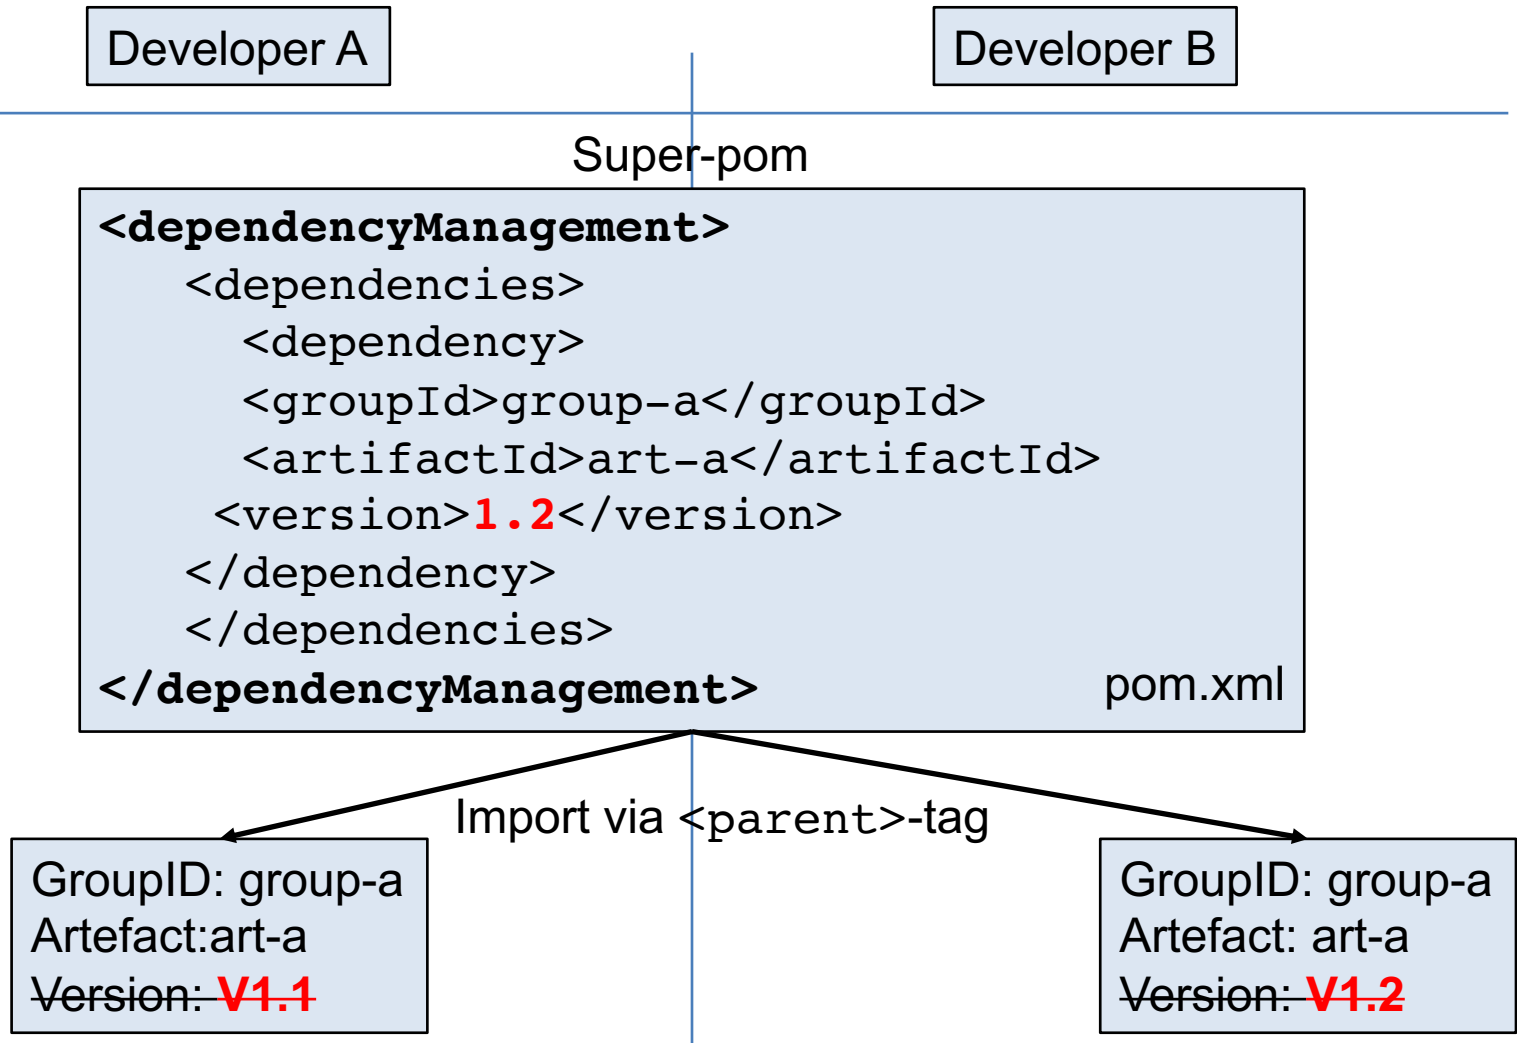 Developer A
Developer B
Super-pom
<dependencyManagement>
<dependencies>
<dependency>
<groupId>group-a</groupId>
<artifactId>art-a</artifactId>
<version>1.2</version>
</dependency>
</dependencies>
</dependencyManagement>
pom.xml
Import via <parent>-tag
GroupID: group-a
Artefact:art-a
Version: V1.1
GroupID: group-a
Artefact: art-a
Version: V1.2